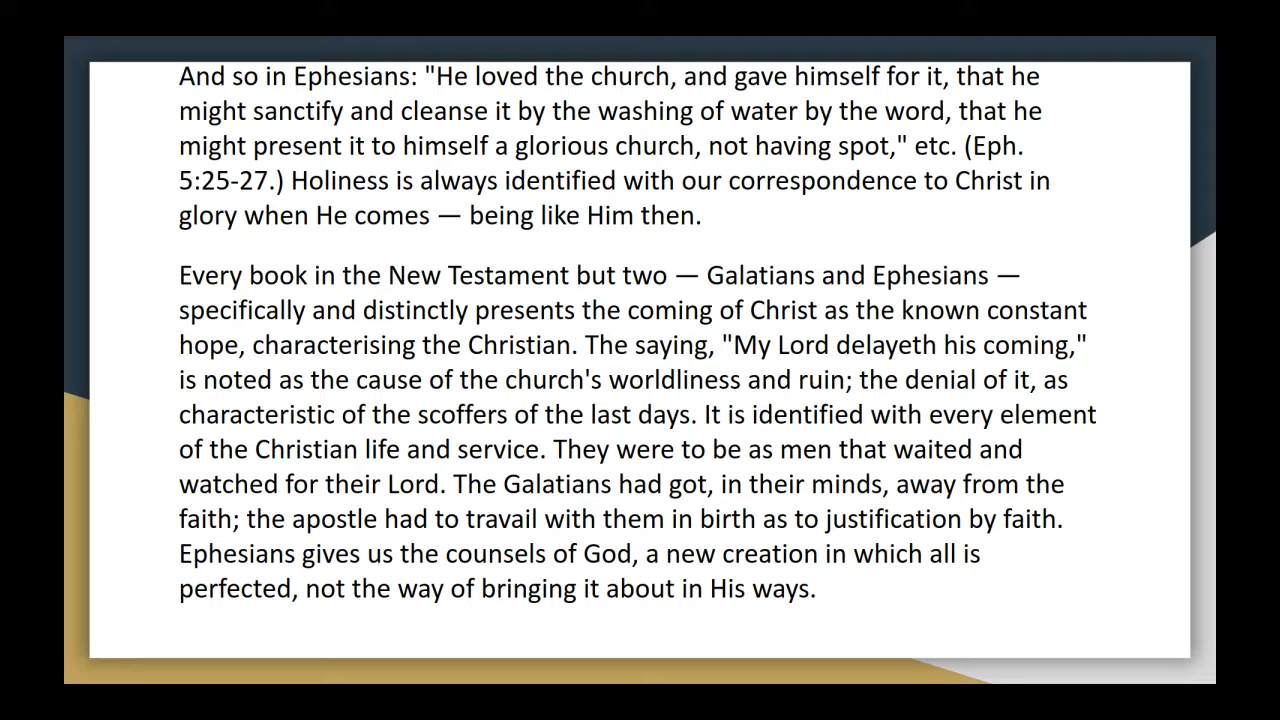 And so in Ephesians: "He loved the church, and gave himself for it, that he
might sanctify and cleanse it by the washing of water by the word, that he
might present it to himself a glorious church, not having spot," etc. (Eph.
5:25-27.) Holiness is always identified with our correspondence to Christ in
glory when He comes — being like Him then.
Every book in the New Testament but two — Galatians and Ephesians —
specifically and distinctly presents the coming of Christ as the known constant
hope, characterising the Christian. The saying, "My Lord delayeth his coming,"
is noted as the cause of the church's worldliness and ruin; the denial of it, as
characteristic of the scoffers of the last days. It is identified with every element
of the Christian life and service. They were to be as men that waited and
watched for their Lord. The Galatians had got, in their minds, away from the
faith; the apostle had to travail with them in birth as to justification by faith.
Ephesians gives us the counsels of God, a new creation in which all is
perfected, not the way of bringing it about in His ways.